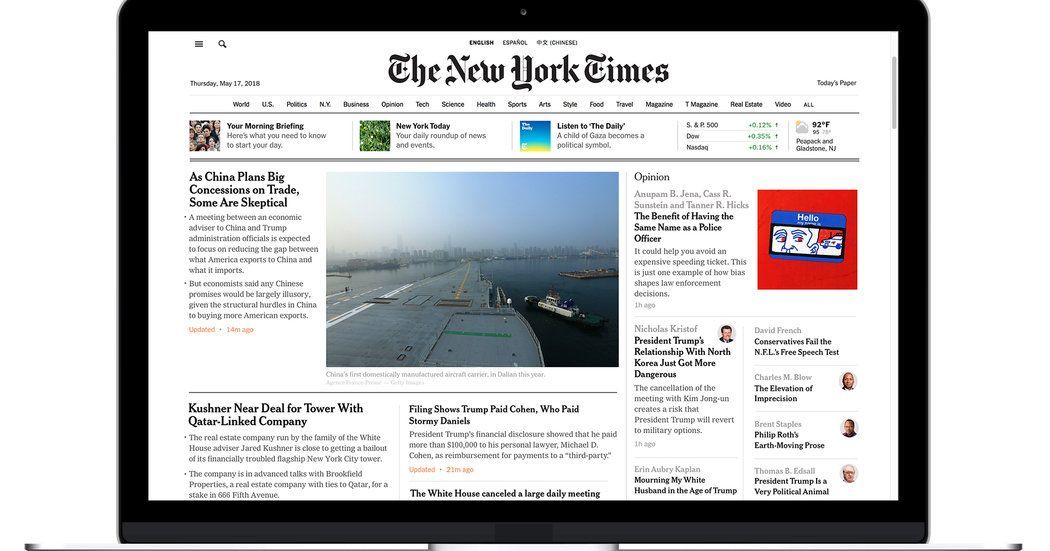 ENGLISH ESPAÑOL 中文 (CHINESE)
The New York Times
Thursday, May 17, 2018
Today's Paper
World U.S. Politics N.Y. Business Opinion Tech Science Health Sports Arts Style Food Travel Magazine T Magazine Real Estate Video ALL
Your Morning Briefing
Here's what you need to know
to start your day.
New York Today
Your daily roundup of news
and events.
The
Daily
Listen to 'The Daily'
A child of Gaza becomes a
political symbol.
S. & P. 500 +0.12% ↑
Dow +0.35% ↑
Nasdaq +0.16% ↑
92°F
95 78°
Peapack and
Gladstone, NJ
As China Plans Big
Concessions on Trade,
Some Are Skeptical
• A meeting between an economic
adviser to China and Trump
administration officials is expected
to focus on reducing the gap between
what America exports to China and
what it imports.
• But economists said any Chinese
promises would be largely illusory,
given the structural hurdles in China
to buying more American exports.
Updated • 14m ago
China's first domestically manufactured aircraft carrier, in Dalian this year.
Agence France-Presse — Getty Images
Kushner Near Deal for Tower With
Qatar-Linked Company
• The real estate company run by the family of the White
House adviser Jared Kushner is close to getting a bailout
of its financially troubled flagship New York City tower.
• The company is in advanced talks with Brookfield
Properties, a real estate company with ties to Qatar, for a
stake in 666 Fifth Avenue.
Filing Shows Trump Paid Cohen, Who Paid
Stormy Daniels
President Trump's financial disclosure showed that he paid
more than $100,000 to his personal lawyer, Michael D.
Cohen, as reimbursement for payments to a "third-party."
Updated • 21m ago
The White House canceled a large daily meeting
Opinion
Anupam B. Jena, Cass R.
Sunstein and Tanner R. Hicks
The Benefit of Having the
Same Name as a Police
Officer
It could help you avoid an
expensive speeding ticket. This
is just one example of how bias
shapes law enforcement
decisions.
1h ago
Hello
my name is
Nicholas Kristof
President Trump's
Relationship With North
Korea Just Got More
Dangerous
The cancellation of the
meeting with Kim Jong-un
creates a risk that
President Trump will revert
to military options.
1h ago
Erin Aubry Kaplan
Mourning My White
Husband in the Age of Trump
David French
Conservatives Fail the
N.F.L.'s Free Speech Test
Charles M. Blow
The Elevation of
Imprecision
Brent Staples
Philip Roth's
Earth-Moving Prose
Thomas B. Edsall
President Trump Is a
Very Political Animal